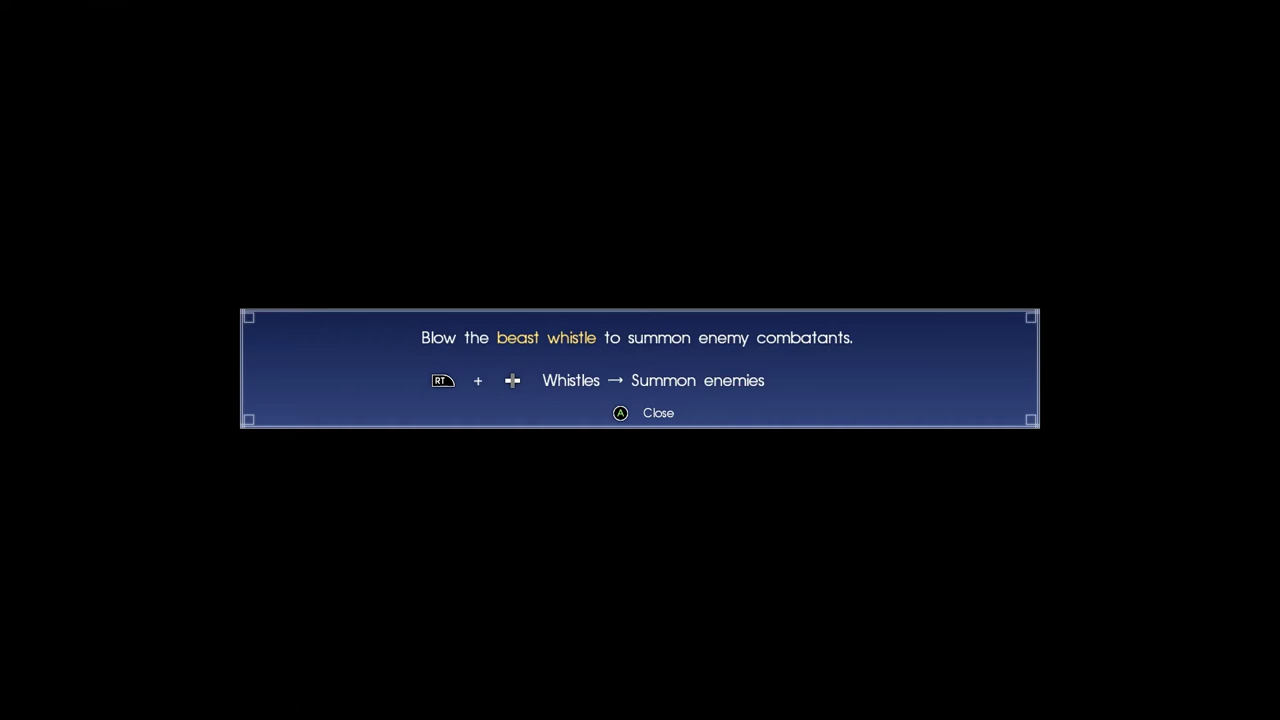 Blow the beast whistle to summon enemy combatants.
RT + Whistles → Summon enemies
A Close